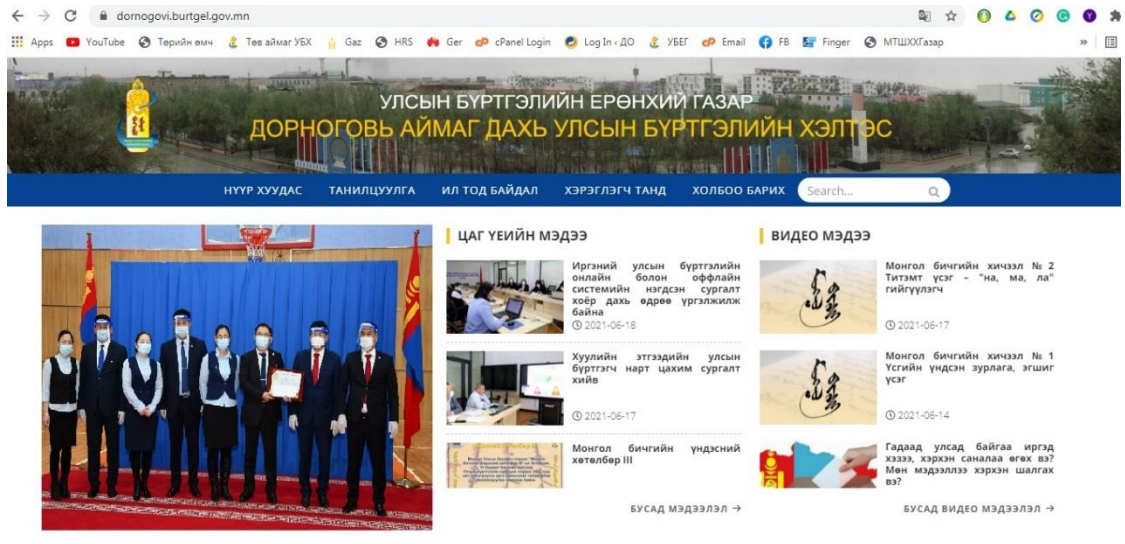 dornogovi.burtgel.gov.mn
Apps YouTube Төрийн өмч Төв аймаг УБХ Gaz HRS Ger cPanel Login Log In ‹ ДО УБЕГ Email FB Finger МТШХХГазар »
УЛСЫН БҮРТГЭЛИЙН ЕРӨНХИЙ ГАЗАР
ДОРНОГОВЬ АЙМАГ ДАХЬ УЛСЫН БҮРТГЭЛИЙН ХЭЛТЭС
НҮҮР ХУУДАС ТАНИЛЦУУЛГА ИЛ ТОД БАЙДАЛ ХЭРЭГЛЭГЧ ТАНД ХОЛБОО БАРИХ Search...
ЦАГ ҮЕИЙН МЭДЭЭ
Иргэний улсын бүртгэлийн
онлайн болон оффлайн
системийн нэгдсэн сургалт
хоёр дахь өдрөө үргэлжилж
байна
2021-06-18
Хуулийн этгээдийн улсын
бүртгэгч нарт цахим сургалт
хийв
2021-06-17
Монгол бичгийн үндэсний
хөтөлбөр III
БУСАД МЭДЭЭЛЭЛ →
ВИДЕО МЭДЭЭ
Монгол бичгийн хичээл № 2
Титэмт үсэг – "на, ма, ла"
гийгүүлэгч
2021-06-17
Монгол бичгийн хичээл № 1
Үсгийн үндсэн зурлага, эгшиг
үсэг
2021-06-14
Гадаад улсад байгаа иргэд
хэзээ, хэрхэн саналаа өгөх вэ?
Мөн мэдээллээ хэрхэн шалгах
вэ?
БУСАД ВИДЕО МЭДЭЭЛЭЛ →